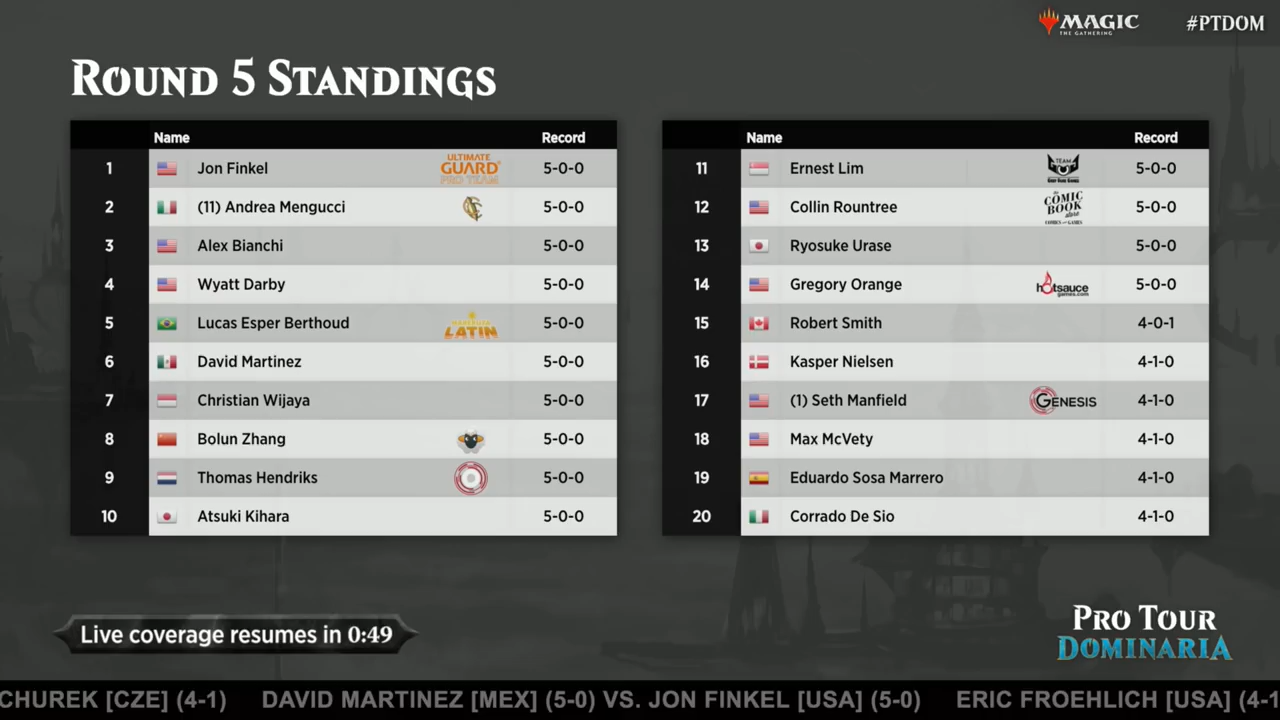 MAGIC
THE GATHERING
#PTDOM
Round 5 Standings
Name Record
1 Jon Finkel ULTIMATE GUARD PRO TEAM 5-0-0
2 (11) Andrea Mengucci 5-0-0
3 Alex Bianchi 5-0-0
4 Wyatt Darby 5-0-0
5 Lucas Esper Berthoud LATIN 5-0-0
6 David Martinez 5-0-0
7 Christian Wijaya 5-0-0
8 Bolun Zhang 5-0-0
9 Thomas Hendriks 5-0-0
10 Atsuki Kihara 5-0-0
Name Record
11 Ernest Lim TEAM 5-0-0
12 Collin Rountree COMIC BOOK store 5-0-0
13 Ryosuke Urase 5-0-0
14 Gregory Orange hotsauce games.com 5-0-0
15 Robert Smith 4-0-1
16 Kasper Nielsen 4-1-0
17 (1) Seth Manfield GENESIS 4-1-0
18 Max McVety 4-1-0
19 Eduardo Sosa Marrero 4-1-0
20 Corrado De Sio 4-1-0
Live coverage resumes in 0:49
Pro Tour
Dominaria
CHUREK [CZE] (4-1) DAVID MARTINEZ [MEX] (5-0) VS. JON FINKEL [USA] (5-0) ERIC FROEHLICH [USA] (4-1